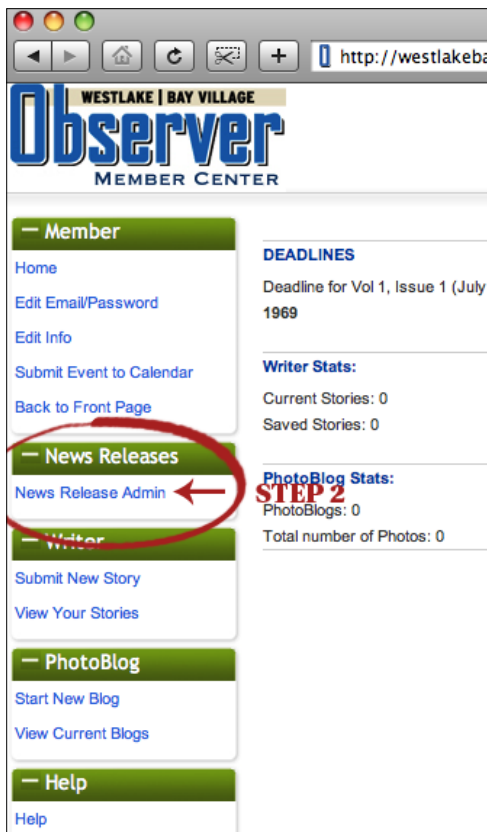 http://westlakeba
WESTLAKE | BAY VILLAGE
Observer
MEMBER CENTER
— Member
Home
Edit Email/Password
Edit Info
Submit Event to Calendar
Back to Front Page
— News Releases
News Release Admin
— Writer
Submit New Story
View Your Stories
— PhotoBlog
Start New Blog
View Current Blogs
— Help
Help
DEADLINES
Deadline for Vol 1, Issue 1 (July
1969
Writer Stats:
Current Stories: 0
Saved Stories: 0
PhotoBlog Stats:
STEP 2
PhotoBlogs: 0
Total number of Photos: 0